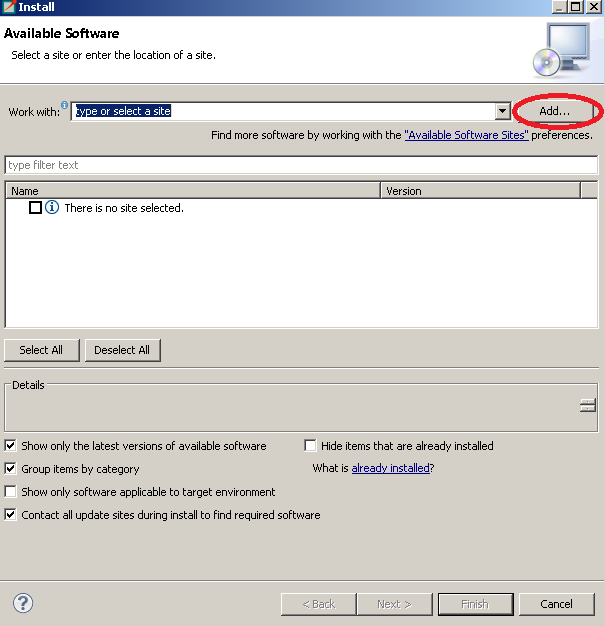 Install
Available Software
Select a site or enter the location of a site.
Work with: type or select a site Add...
Find more software by working with the "Available Software Sites" preferences.
type filter text
Name Version
There is no site selected.
Select All Deselect All
Details
Show only the latest versions of available software Hide items that are already installed
Group items by category What is already installed?
Show only software applicable to target environment
Contact all update sites during install to find required software
? < Back Next > Finish Cancel